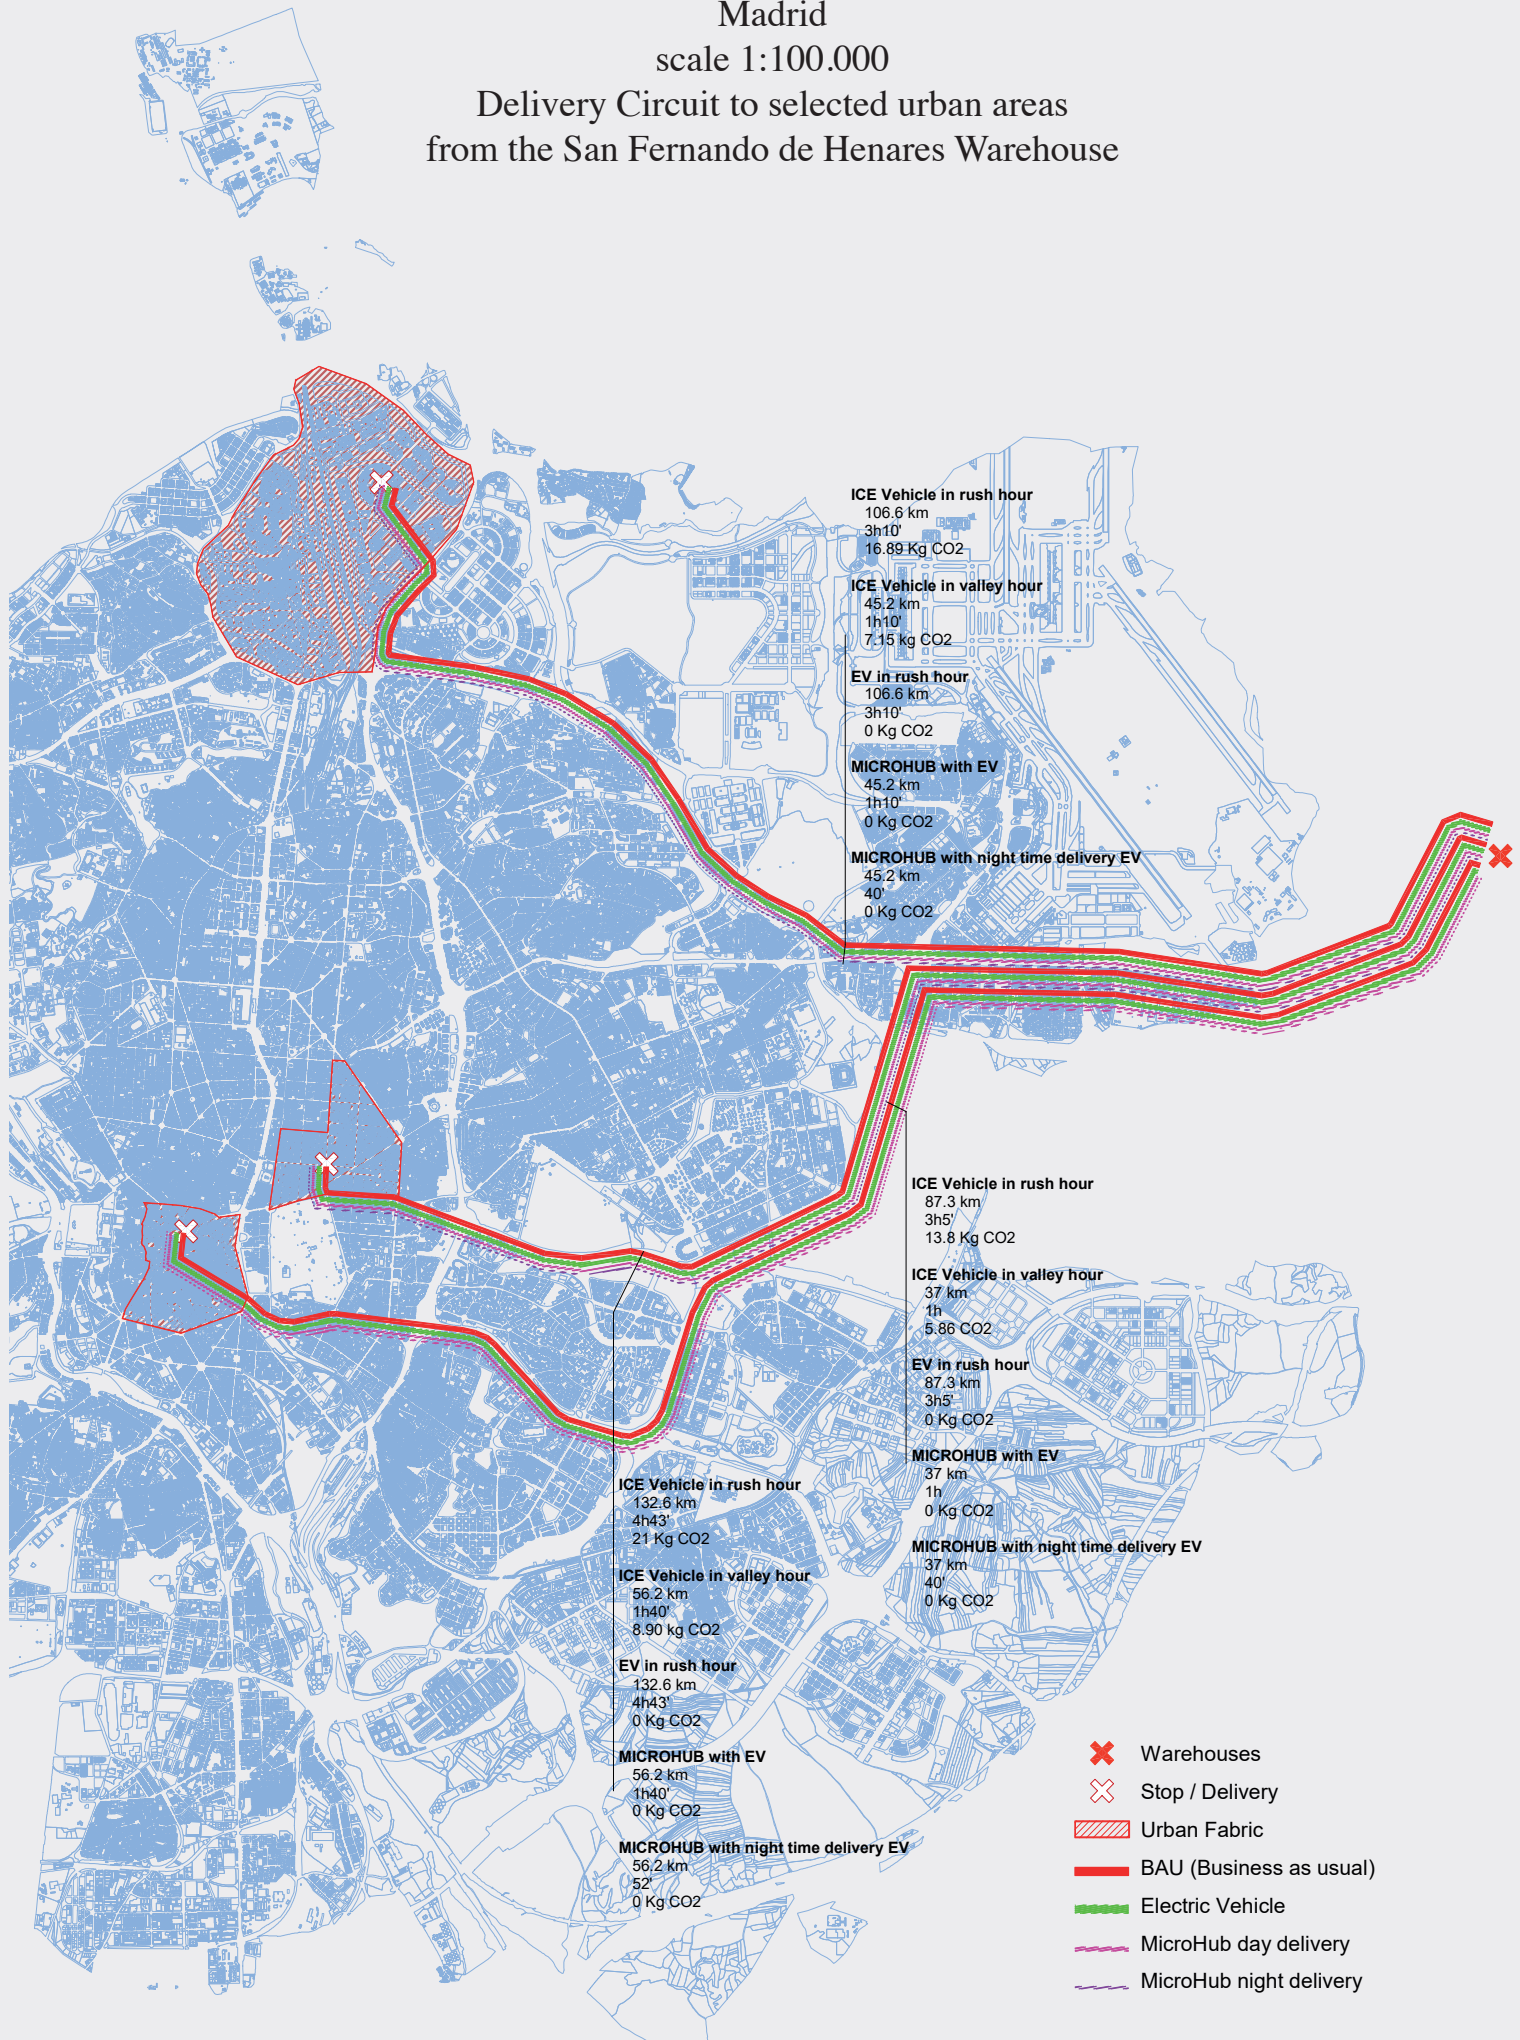 Madrid
scale 1:100.000
Delivery Circuit to selected urban areas
from the San Fernando de Henares Warehouse
ICE Vehicle in rush hour
106.6 km
3h10'
16.89 Kg CO2
ICE Vehicle in valley hour
45.2 km
1h10'
7.15 kg CO2
EV in rush hour
106.6 km
3h10'
0 Kg CO2
MICROHUB with EV
45.2 km
1h10'
0 Kg CO2
MICROHUB with night time delivery EV
45.2 km
40'
0 Kg CO2
ICE Vehicle in rush hour
87.3 km
3h5'
13.8 Kg CO2
ICE Vehicle in valley hour
37 km
1h
5.86 CO2
EV in rush hour
87.3 km
3h5'
0 Kg CO2
MICROHUB with EV
37 km
1h
0 Kg CO2
MICROHUB with night time delivery EV
37 km
40'
0 Kg CO2
ICE Vehicle in rush hour
132.6 km
4h43'
21 Kg CO2
ICE Vehicle in valley hour
56.2 km
1h40'
8.90 kg CO2
EV in rush hour
132.6 km
4h43'
0 Kg CO2
MICROHUB with EV
56.2 km
1h40'
0 Kg CO2
MICROHUB with night time delivery EV
56.2 km
52'
0 Kg CO2
Warehouses
Stop / Delivery
Urban Fabric
BAU (Business as usual)
Electric Vehicle
MicroHub day delivery
MicroHub night delivery